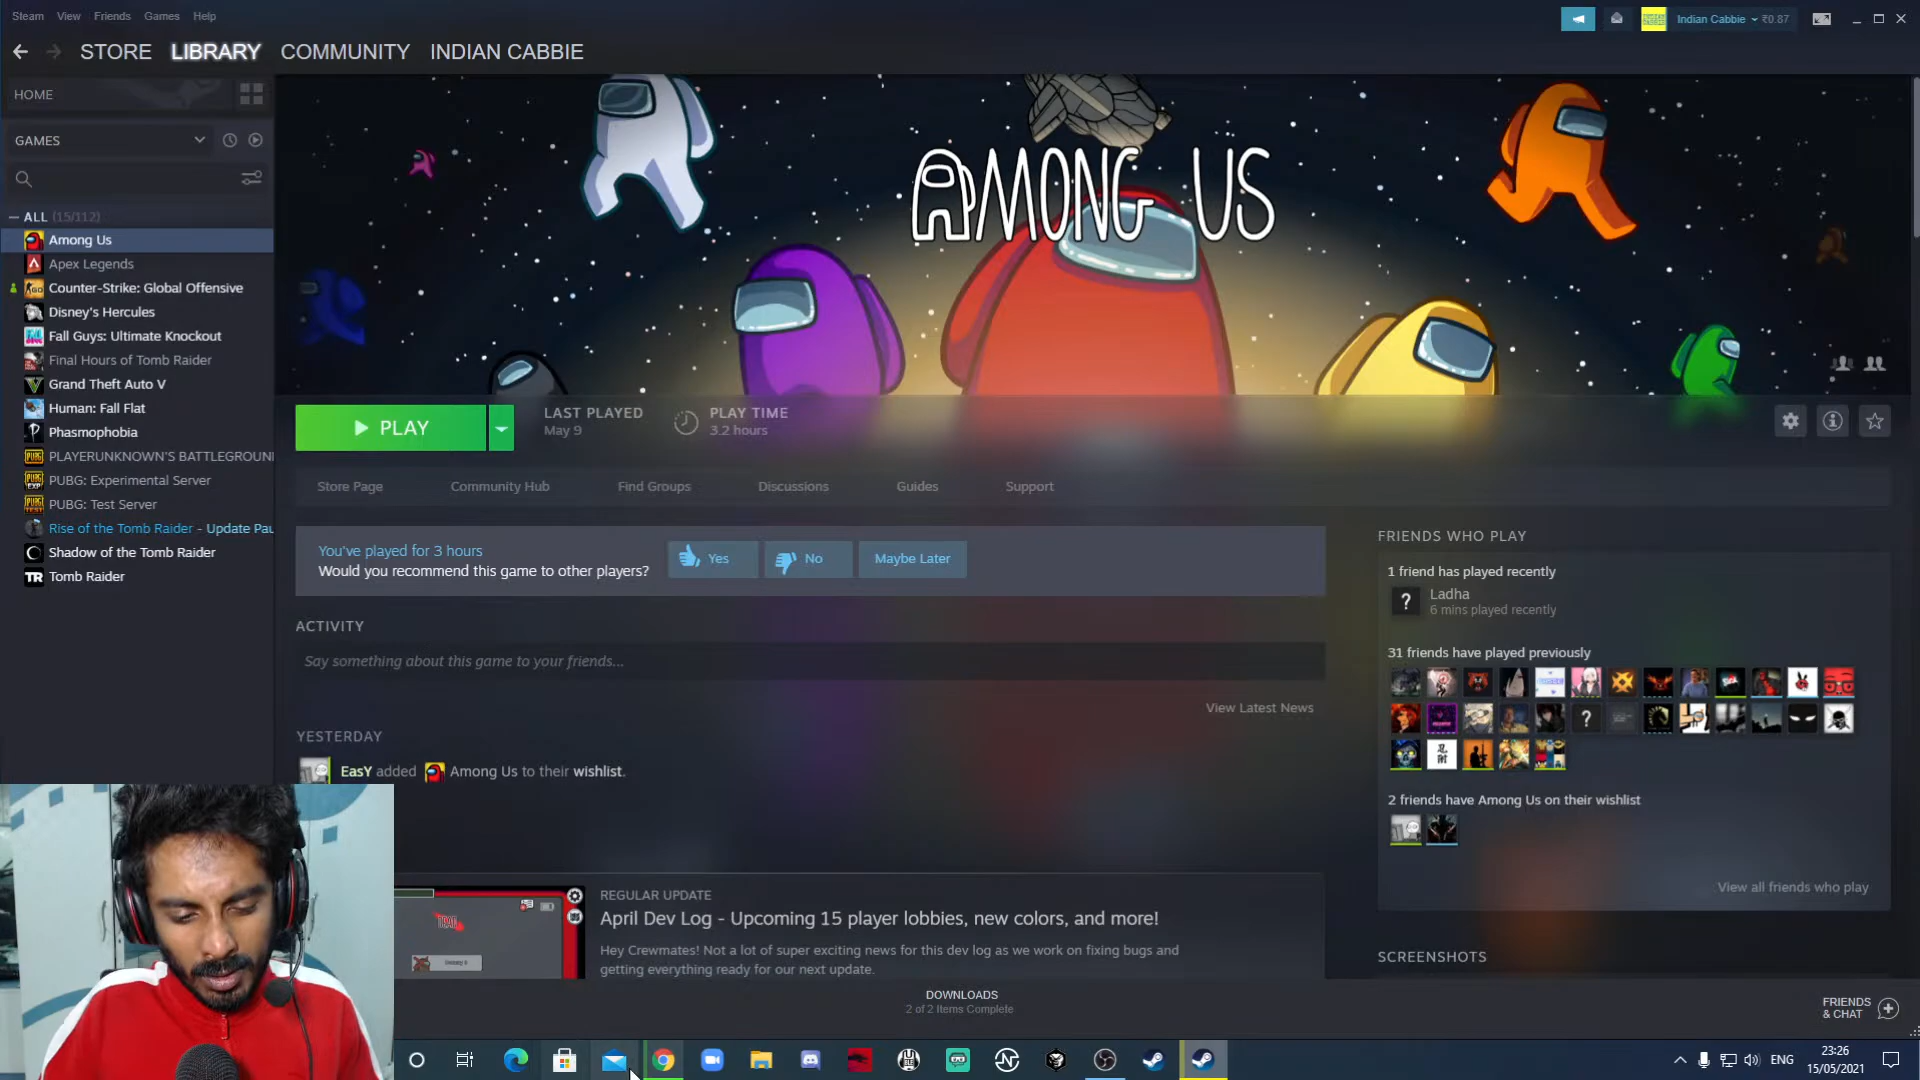 Steam View Friends Games Help
Indian Cabbie ₹0.87
STORE LIBRARY COMMUNITY INDIAN CABBIE
HOME
GAMES
ALL (15/112)
Among Us
Apex Legends
Counter-Strike: Global Offensive
Disney's Hercules
Fall Guys: Ultimate Knockout
Final Hours of Tomb Raider
Grand Theft Auto V
Human: Fall Flat
Phasmophobia
PLAYERUNKNOWN'S BATTLEGROUN
PUBG: Experimental Server
PUBG: Test Server
Rise of the Tomb Raider - Update Pau
Shadow of the Tomb Raider
Tomb Raider
AMONG US
PLAY
LAST PLAYED
May 9
PLAY TIME
3.2 hours
Store Page Community Hub Find Groups Discussions Guides Support
You've played for 3 hours
Would you recommend this game to other players?
Yes No Maybe Later
ACTIVITY
Say something about this game to your friends...
View Latest News
YESTERDAY
EasY added Among Us to their wishlist.
REGULAR UPDATE
April Dev Log - Upcoming 15 player lobbies, new colors, and more!
Hey Crewmates! Not a lot of super exciting news for this dev log as we work on fixing bugs and
getting everything ready for our next update.
FRIENDS WHO PLAY
1 friend has played recently
Ladha
6 mins played recently
31 friends have played previously
2 friends have Among Us on their wishlist
View all friends who play
SCREENSHOTS
DOWNLOADS
2 of 2 Items Complete
FRIENDS
& CHAT
ENG
23:26
15/05/2021